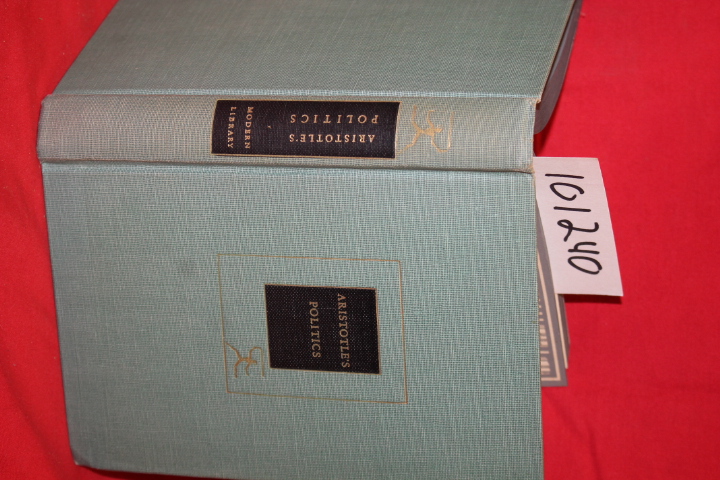 ARISTOTLE'S
POLITICS
MODERN
LIBRARY
ARISTOTLE'S
POLITICS
101240